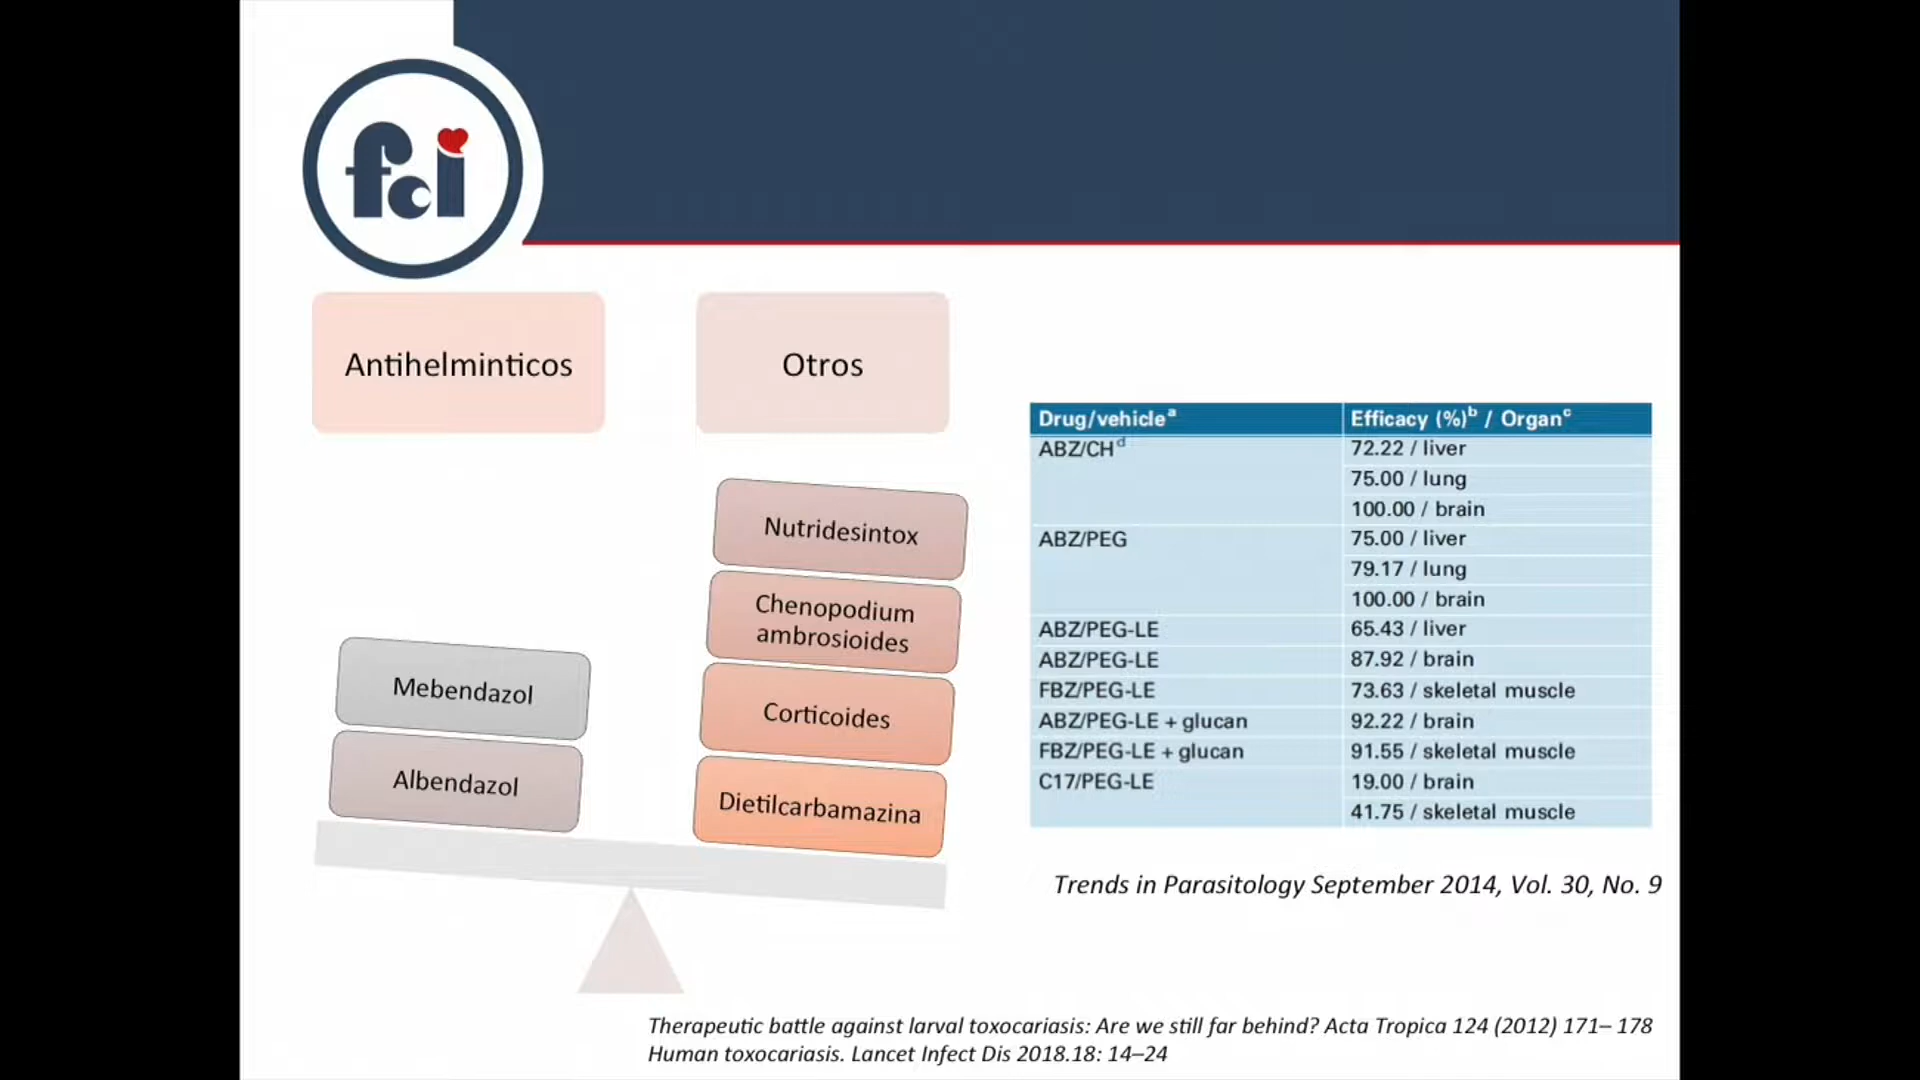 fci
Antihelminticos
Otros
Nutridesintox
Chenopodium
ambrosioides
Mebendazol
Corticoides
Albendazol
Dietilcarbamazina
Drug/vehicleᵃ Efficacy (%)ᵇ / Organᶜ
ABZ/CHᵈ 72.22 / liver
75.00 / lung
100.00 / brain
ABZ/PEG 75.00 / liver
79.17 / lung
100.00 / brain
ABZ/PEG-LE 65.43 / liver
ABZ/PEG-LE 87.92 / brain
FBZ/PEG-LE 73.63 / skeletal muscle
ABZ/PEG-LE + glucan 92.22 / brain
FBZ/PEG-LE + glucan 91.55 / skeletal muscle
C17/PEG-LE 19.00 / brain
41.75 / skeletal muscle
Trends in Parasitology September 2014, Vol. 30, No. 9
Therapeutic battle against larval toxocariasis: Are we still far behind? Acta Tropica 124 (2012) 171– 178
Human toxocariasis. Lancet Infect Dis 2018.18: 14–24